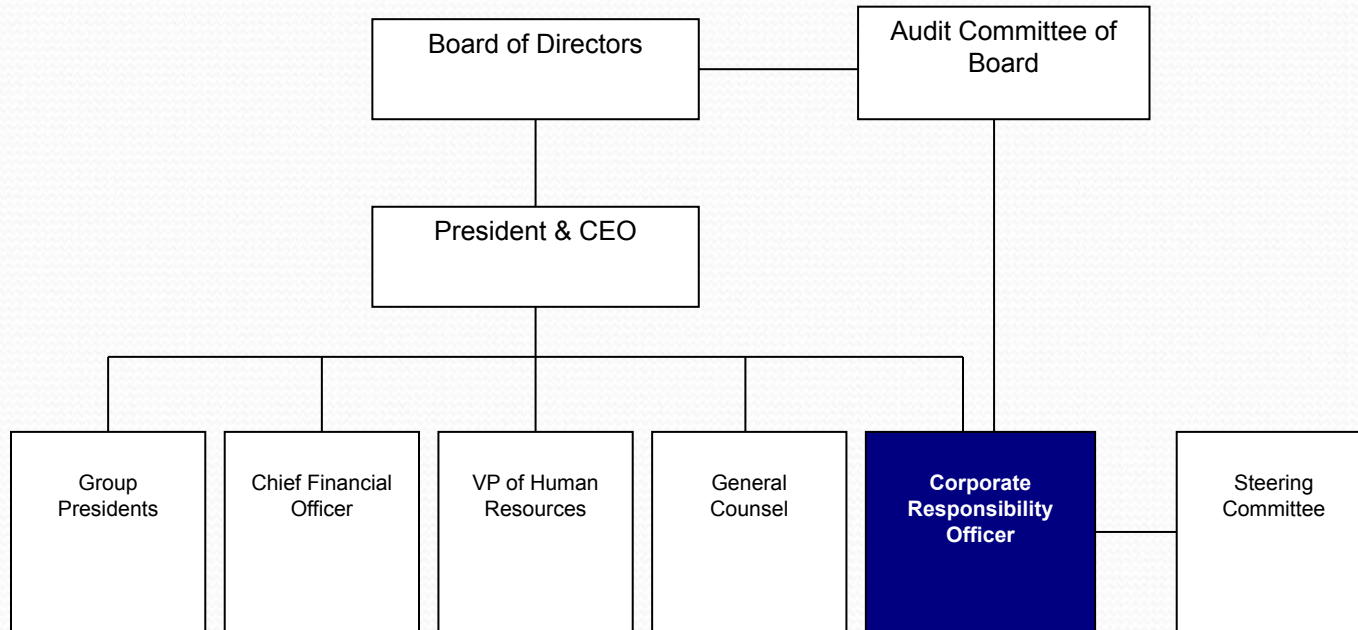 Board of Directors
Audit Committee of
Board
President & CEO
Group
Presidents
Chief Financial
Officer
VP of Human
Resources
General
Counsel
Corporate
Responsibility
Officer
Steering
Committee